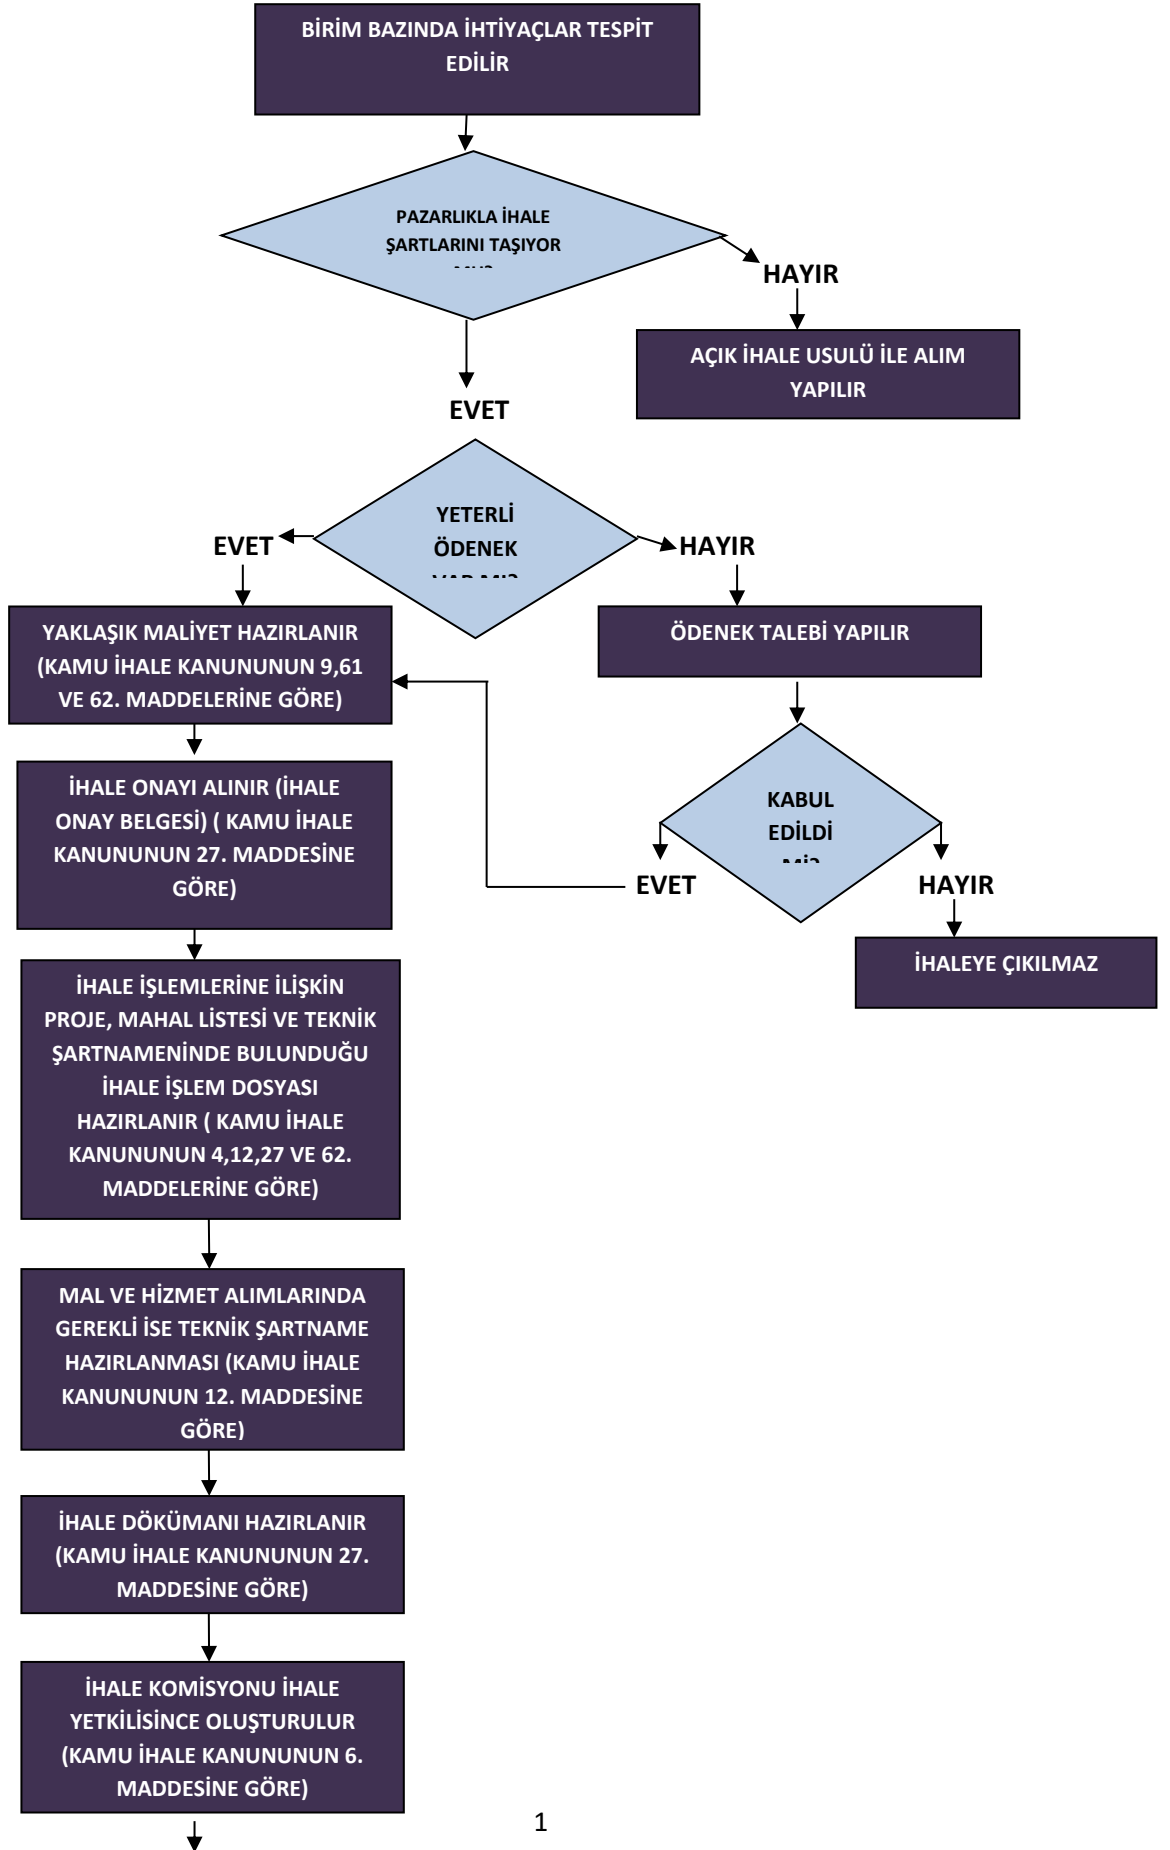 BİRİM BAZINDA İHTİYAÇLAR TESPİT
EDİLİR
PAZARLIKLA İHALE
ŞARTLARINI TAŞIYOR
HAYIR
AÇIK İHALE USULÜ İLE ALIM
YAPILIR
EVET
YETERLİ
ÖDENEK
EVET
HAYIR
YAKLAŞIK MALİYET HAZIRLANIR
(KAMU İHALE KANUNUNUN 9,61
VE 62. MADDELERİNE GÖRE)
ÖDENEK TALEBİ YAPILIR
İHALE ONAYI ALINIR (İHALE
ONAY BELGESİ) ( KAMU İHALE
KANUNUNUN 27. MADDESİNE
GÖRE)
KABUL
EDİLDİ
EVET
HAYIR
İHALEYE ÇIKILMAZ
İHALE İŞLEMLERİNE İLİŞKİN
PROJE, MAHAL LİSTESİ VE TEKNİK
ŞARTNAMENİNDE BULUNDUĞU
İHALE İŞLEM DOSYASI
HAZIRLANIR ( KAMU İHALE
KANUNUNUN 4,12,27 VE 62.
MADDELERİNE GÖRE)
MAL VE HİZMET ALIMLARINDA
GEREKLİ İSE TEKNİK ŞARTNAME
HAZIRLANMASI (KAMU İHALE
KANUNUNUN 12. MADDESİNE
GÖRE)
İHALE DÖKÜMANI HAZIRLANIR
(KAMU İHALE KANUNUNUN 27.
MADDESİNE GÖRE)
İHALE KOMİSYONU İHALE
YETKİLİSİNCE OLUŞTURULUR
(KAMU İHALE KANUNUNUN 6.
MADDESİNE GÖRE)
1